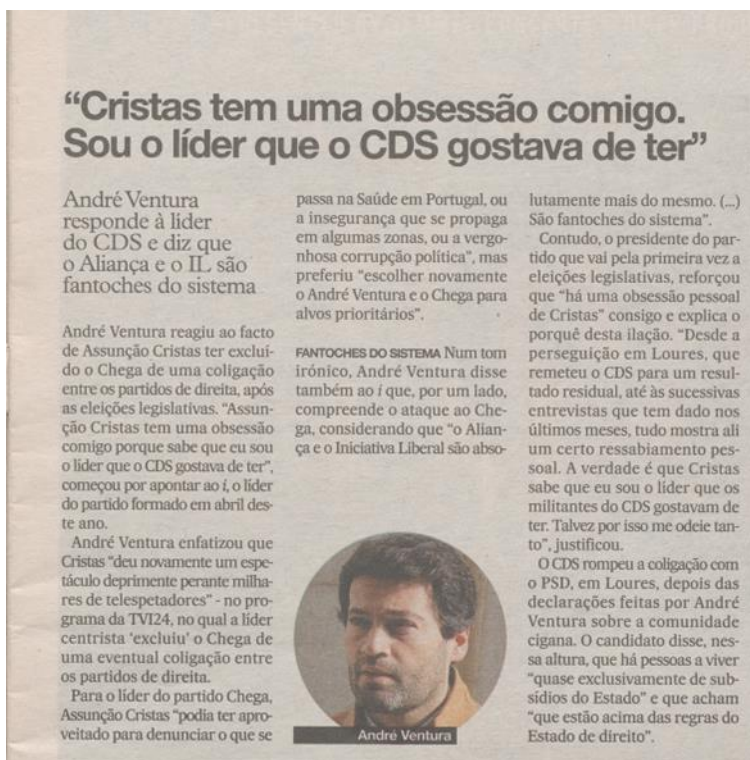 “Cristas tem uma obsessão comigo.
Sou o líder que o CDS gostava de ter”
André Ventura
responde à lider
do CDS e diz que
o Aliança e o IL são
fantoches do sistema
André Ventura reagiu ao facto
de Assunção Cristas ter excluí-
do o Chega de uma coligação
entre os partidos de direita, após
as eleições legislativas. “Assun-
ção Cristas tem uma obsessão
comigo porque sabe que eu sou
o líder que o CDS gostava de ter”,
começou por apontar ao i, o líder
do partido formado em abril des-
te ano.
André Ventura enfatizou que
Cristas “deu novamente um espe-
táculo deprimente perante milha-
res de telespetadores” - no pro-
grama da TVI24, no qual a líder
centrista ‘excluiu’ o Chega de
uma eventual coligação entre
os partidos de direita.
Para o líder do partido Chega,
Assunção Cristas “podia ter apro-
veitado para denunciar o que se
passa na Saúde em Portugal, ou
a insegurança que se propaga
em algumas zonas, ou a vergo-
nhosa corrupção política”, mas
preferiu “escolher novamente
o André Ventura e o Chega para
alvos prioritários”.
FANTOCHES DO SISTEMA Num tom
irónico, André Ventura disse
também ao i que, por um lado,
compreende o ataque ao Che-
ga, considerando que “o Alian-
ça e o Iniciativa Liberal são abso-
lutamente mais do mesmo. (...)
São fantoches do sistema”.
Contudo, o presidente do par-
tido que vai pela primeira vez a
eleições legislativas, reforçou
que “há uma obsessão pessoal
de Cristas” consigo e explica o
porquê desta ilação. “Desde a
perseguição em Loures, que
remeteu o CDS para um resul-
tado residual, até às sucessivas
entrevistas que tem dado nos
últimos meses, tudo mostra ali
um certo ressabiamento pes-
soal. A verdade é que Cristas
sabe que eu sou o líder que os
militantes do CDS gostavam de
ter. Talvez por isso me odeie tan-
to”, justificou.
O CDS rompeu a coligação com
o PSD, em Loures, depois das
declarações feitas por André
Ventura sobre a comunidade
cigana. O candidato disse, nes-
sa altura, que há pessoas a viver
“quase exclusivamente de sub-
sídios do Estado” e que acham
“que estão acima das regras do
Estado de direito”.
André Ventura